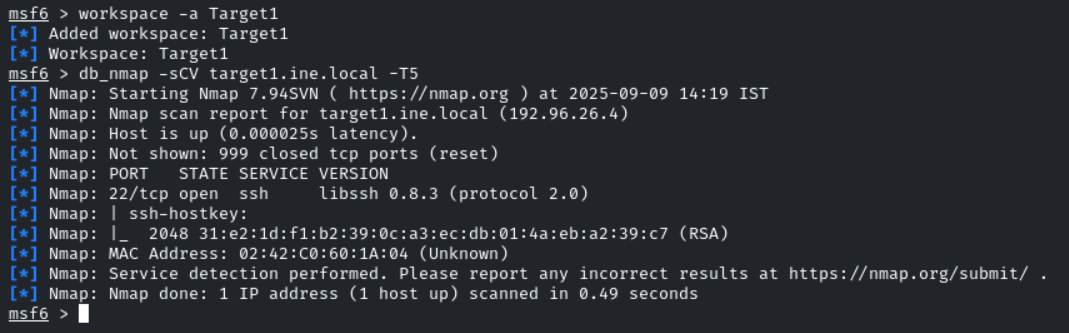 msf6 > workspace -a Target1
[*] Added workspace: Target1
[*] Workspace: Target1
msf6 > db_nmap -sCV target1.ine.local -T5
[*] Nmap: Starting Nmap 7.94SVN ( https://nmap.org ) at 2025-09-09 14:19 IST
[*] Nmap: Nmap scan report for target1.ine.local (192.96.26.4)
[*] Nmap: Host is up (0.000025s latency).
[*] Nmap: Not shown: 999 closed tcp ports (reset)
[*] Nmap: PORT   STATE SERVICE VERSION
[*] Nmap: 22/tcp open  ssh     libssh 0.8.3 (protocol 2.0)
[*] Nmap: | ssh-hostkey:
[*] Nmap: |_  2048 31:e2:1d:f1:b2:39:0c:a3:ec:db:01:4a:eb:a2:39:c7 (RSA)
[*] Nmap: MAC Address: 02:42:C0:60:1A:04 (Unknown)
[*] Nmap: Service detection performed. Please report any incorrect results at https://nmap.org/submit/ .
[*] Nmap: Nmap done: 1 IP address (1 host up) scanned in 0.49 seconds
msf6 >